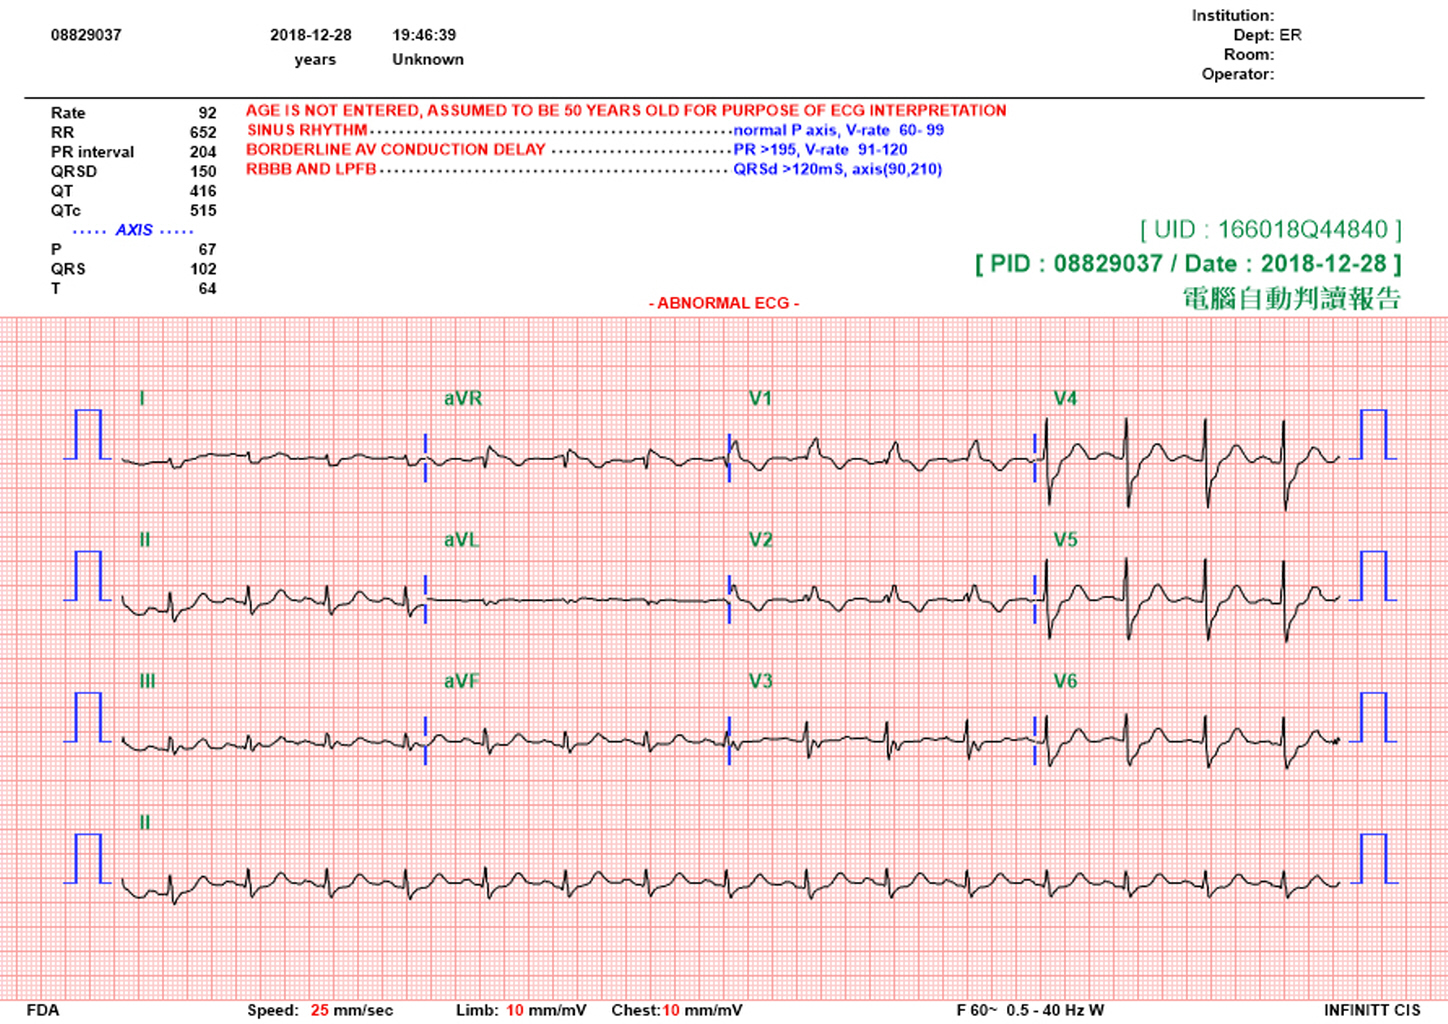 Institution:
08829037 2018-12-28 19:46:39 Dept: ER
years Unknown Room:
Operator:
Rate 92 AGE IS NOT ENTERED, ASSUMED TO BE 50 YEARS OLD FOR PURPOSE OF ECG INTERPRETATION
RR 652 SINUS RHYTHM normal P axis, V-rate 60- 99
PR interval 204 BORDERLINE AV CONDUCTION DELAY PR >195, V-rate 91-120
QRSD 150 RBBB AND LPFB QRSd >120mS, axis(90,210)
QT 416
QTc 515
····· AXIS ·····
P 67
QRS 102
T 64
[ UID : 166018Q44840 ]
[ PID : 08829037 / Date : 2018-12-28 ]
電腦自動判讀報告
- ABNORMAL ECG -
I aVR V1 V4
II aVL V2 V5
III aVF V3 V6
II
FDA Speed: 25 mm/sec Limb: 10 mm/mV Chest:10 mm/mV F 60~ 0.5 - 40 Hz W INFINITT CIS